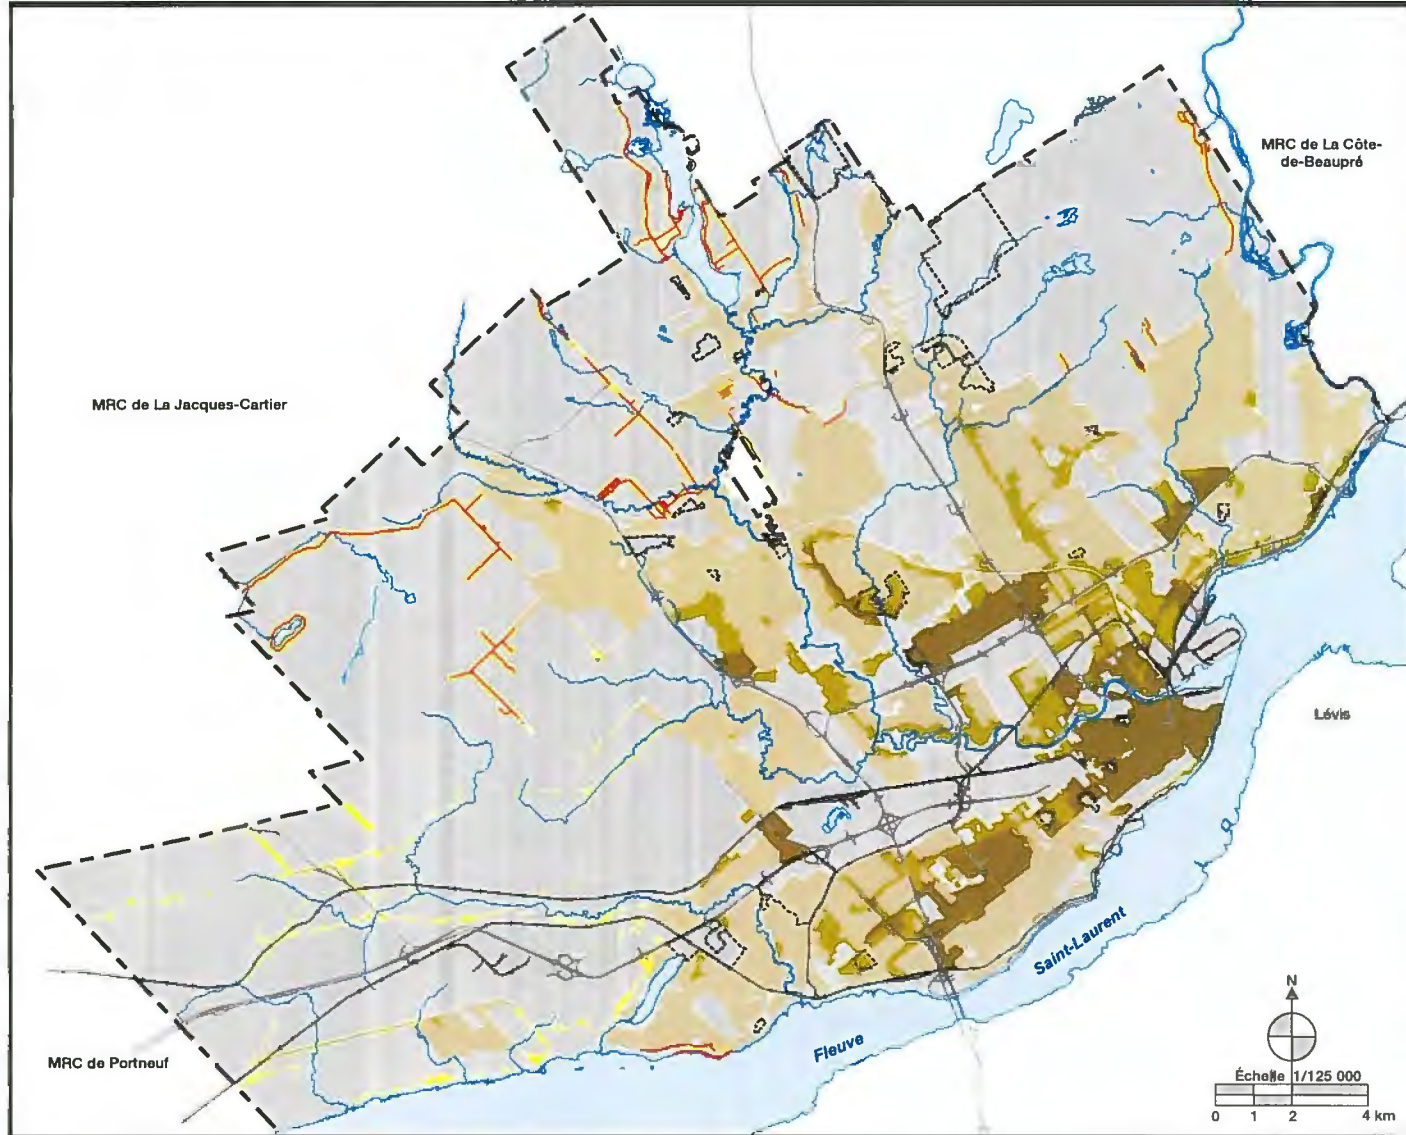 MRC de La Côte-
de-Beaupré
MRC de La Jacques-Cartier
Lévis
Saint-Laurent
Fleuve
MRC de Portneuf
N
Échelle 1/125 000
0 1 2 4 km